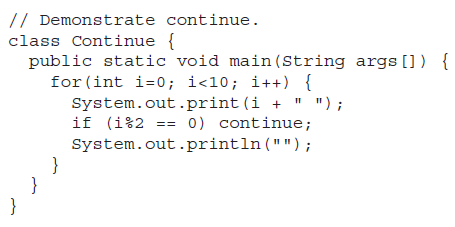 // Demonstrate continue.
class Continue {
  public static void main(String args[]) {
    for(int i=0; i<10; i++) {
      System.out.print(i + " ");
      if (i%2 == 0) continue;
      System.out.println("");
    }
  }
}